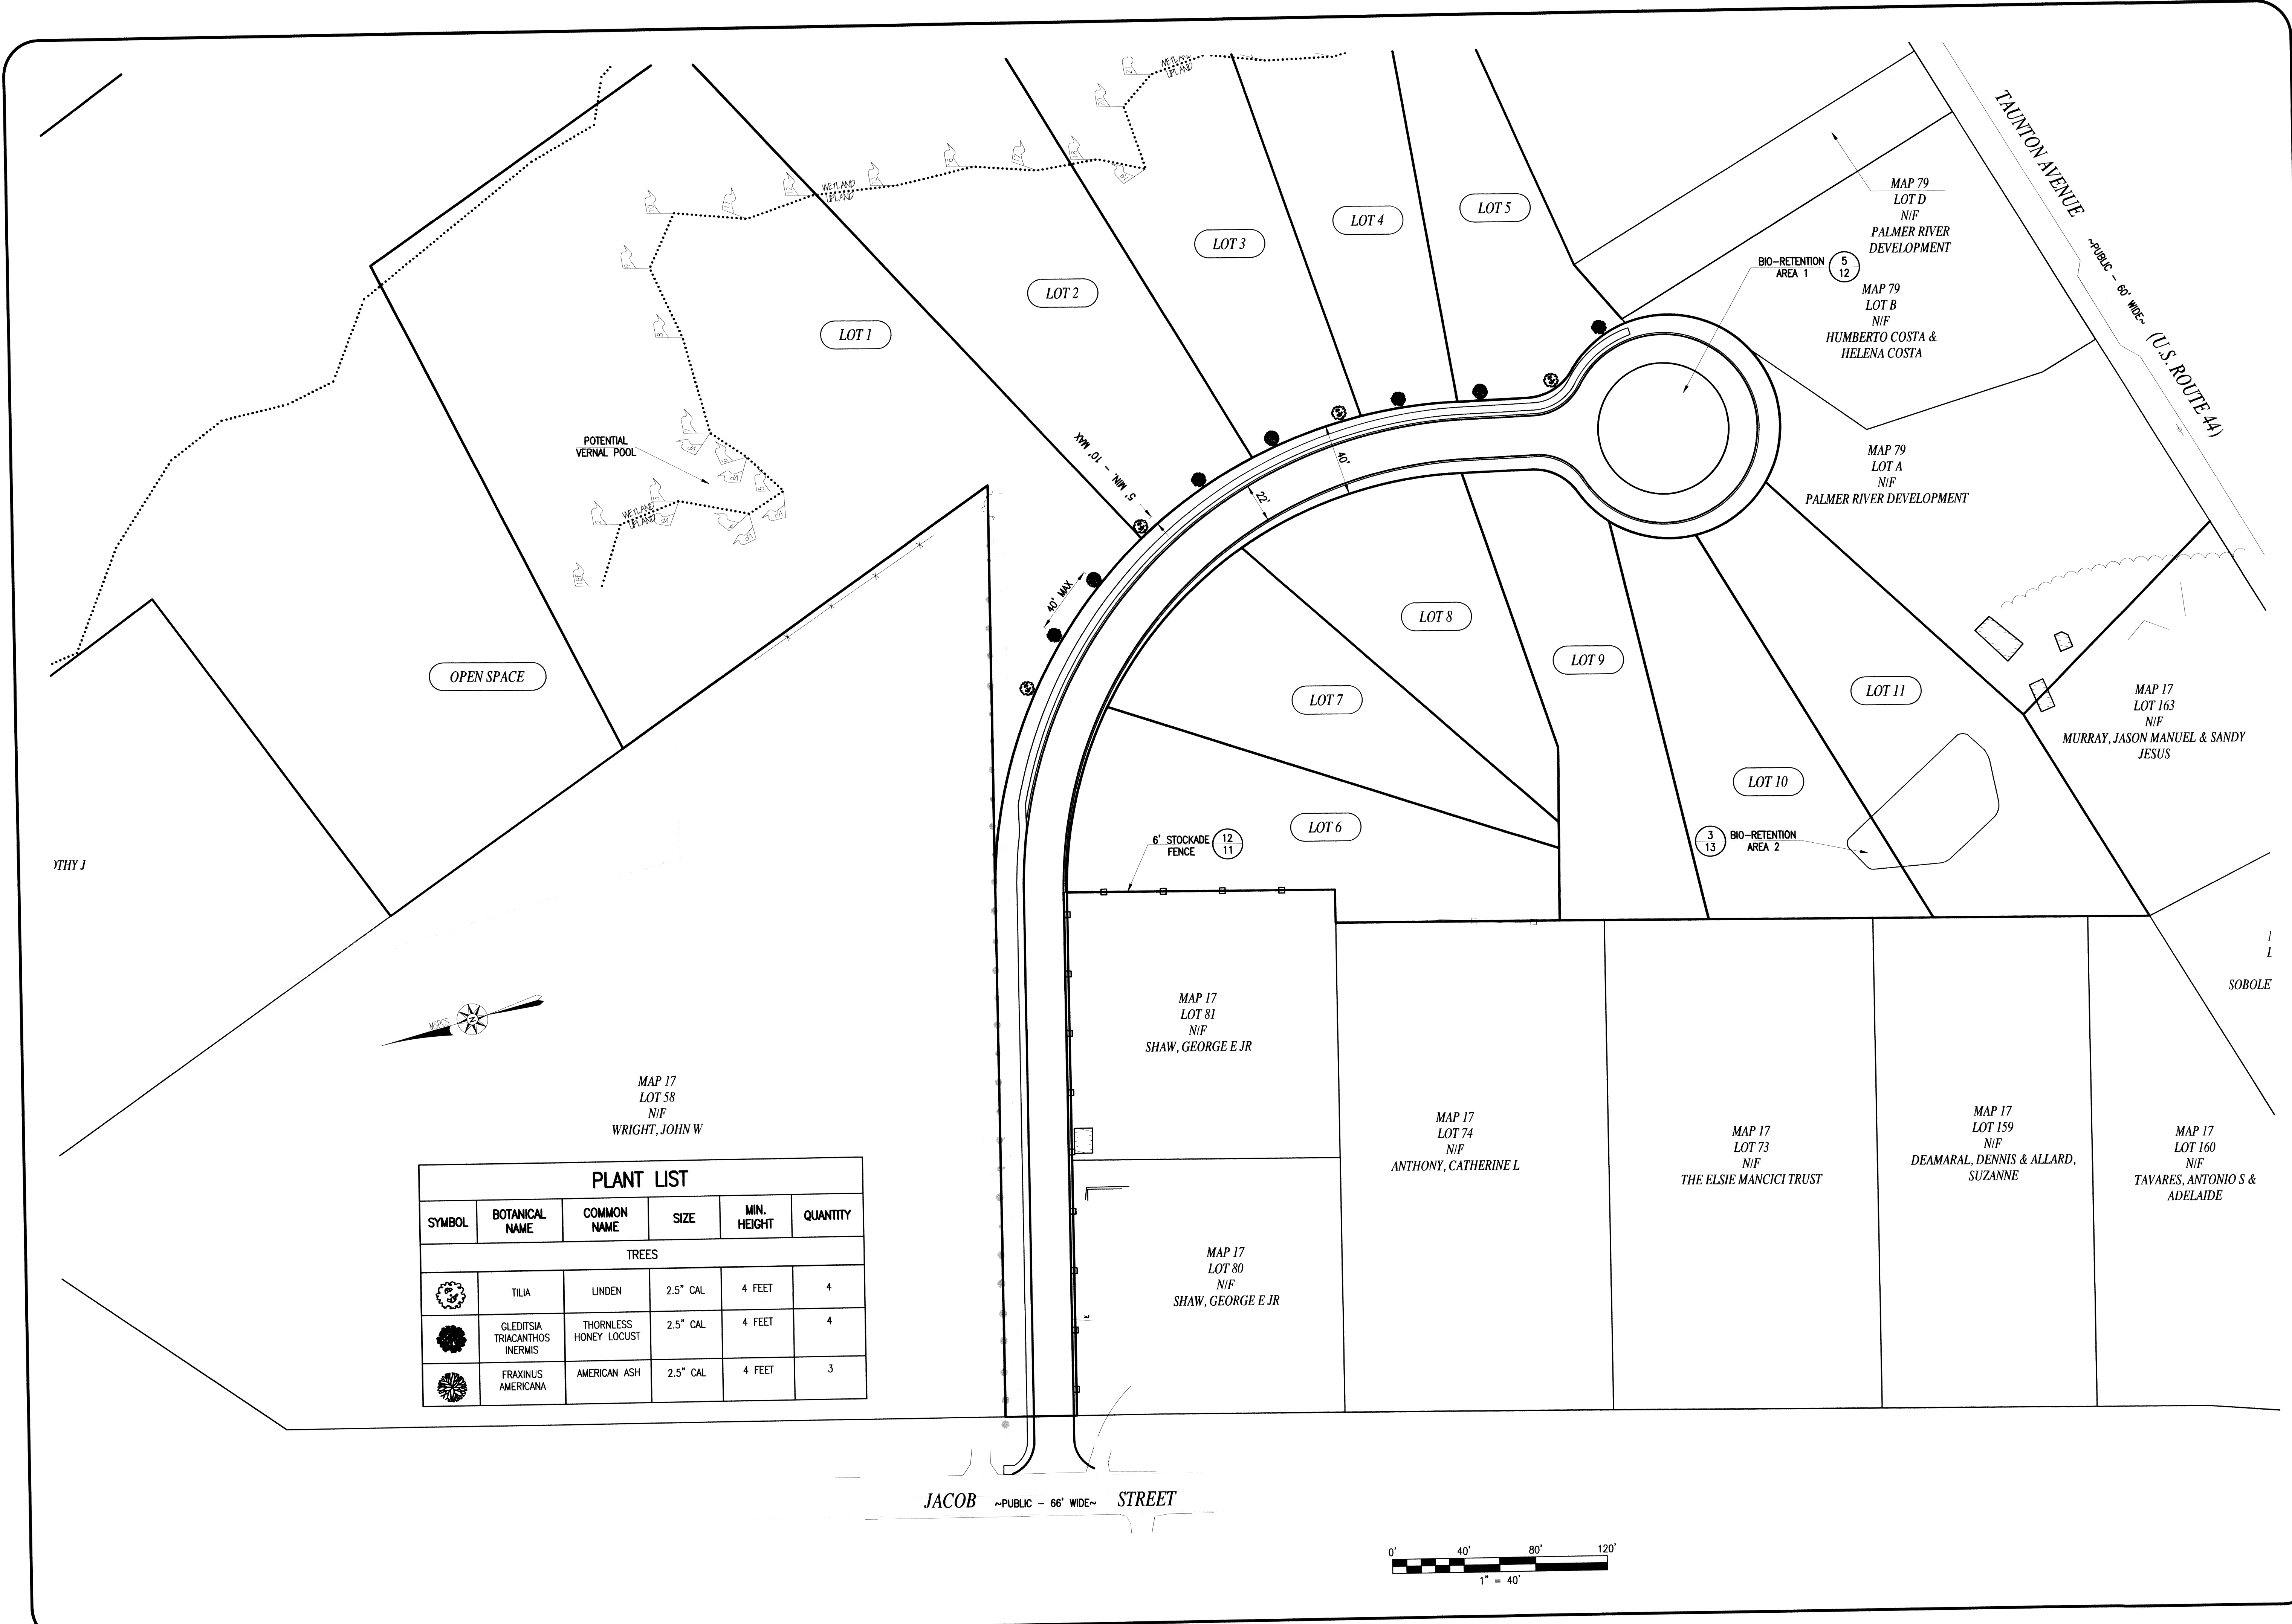 WETLAND
UPLAND
WETLAND
UPLAND
TAUNTON AVENUE
~PUBLIC - 60' WIDE~
(U.S. ROUTE 44)
MAP 79
LOT D
N/F
PALMER RIVER
DEVELOPMENT
BIO-RETENTION
AREA 1
5
12
MAP 79
LOT B
N/F
HUMBERTO COSTA &
HELENA COSTA
LOT 5
LOT 4
LOT 3
LOT 2
LOT 1
POTENTIAL
VERNAL POOL
WETLAND
UPLAND
5' MIN. - 10' MAX
40'
22'
40' MAX
MAP 79
LOT A
N/F
PALMER RIVER DEVELOPMENT
OPEN SPACE
LOT 8
LOT 9
LOT 7
LOT 11
LOT 10
LOT 6
MAP 17
LOT 163
N/F
MURRAY, JASON MANUEL & SANDY
JESUS
6' STOCKADE
FENCE
12
11
3
13
BIO-RETENTION
AREA 2
THY J
SOBOLE
MSPCS
N
MAP 17
LOT 81
N/F
SHAW, GEORGE E JR
MAP 17
LOT 58
N/F
WRIGHT, JOHN W
MAP 17
LOT 74
N/F
ANTHONY, CATHERINE L
MAP 17
LOT 73
N/F
THE ELSIE MANCICI TRUST
MAP 17
LOT 159
N/F
DEAMARAL, DENNIS & ALLARD,
SUZANNE
MAP 17
LOT 160
N/F
TAVARES, ANTONIO S &
ADELAIDE
MAP 17
LOT 80
N/F
SHAW, GEORGE E JR
PLANT LIST
SYMBOL BOTANICAL NAME COMMON NAME SIZE MIN. HEIGHT QUANTITY
TREES
TILIA LINDEN 2.5" CAL 4 FEET 4
GLEDITSIA TRIACANTHOS INERMIS THORNLESS HONEY LOCUST 2.5" CAL 4 FEET 4
FRAXINUS AMERICANA AMERICAN ASH 2.5" CAL 4 FEET 3
JACOB ~PUBLIC - 66' WIDE~ STREET
0' 40' 80' 120'
1" = 40'